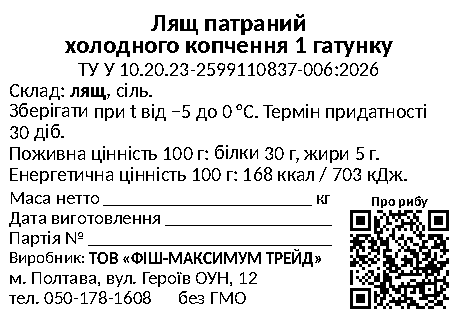 Лящ патраний
холодного копчення 1 гатунку
ТУ У 10.20.23-2599110837-006:2026
Склад: лящ, сіль.
Зберігати при t від −5 до 0 °C. Термін придатності
30 діб.
Поживна цінність 100 г: білки 30 г, жири 5 г.
Енергетична цінність 100 г: 168 ккал / 703 кДж.
Маса нетто ____________________ кг
Дата виготовлення ________________
Партія № ________________________
Про рибу
Виробник: ТОВ «ФІШ-МАКСИМУМ ТРЕЙД»
м. Полтава, вул. Героїв ОУН, 12
тел. 050-178-1608 без ГМО